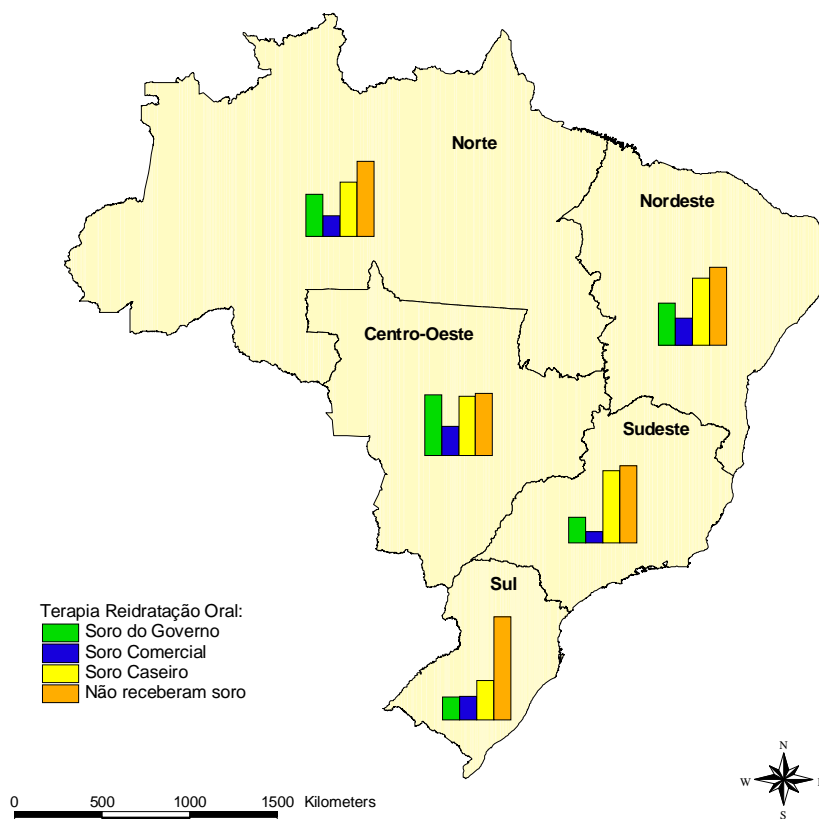 Norte
Nordeste
Centro-Oeste
Sudeste
Sul
Terapia Reidratação Oral:
Soro do Governo
Soro Comercial
Soro Caseiro
Não receberam soro
0 500 1000 1500 Kilometers
N
W
S